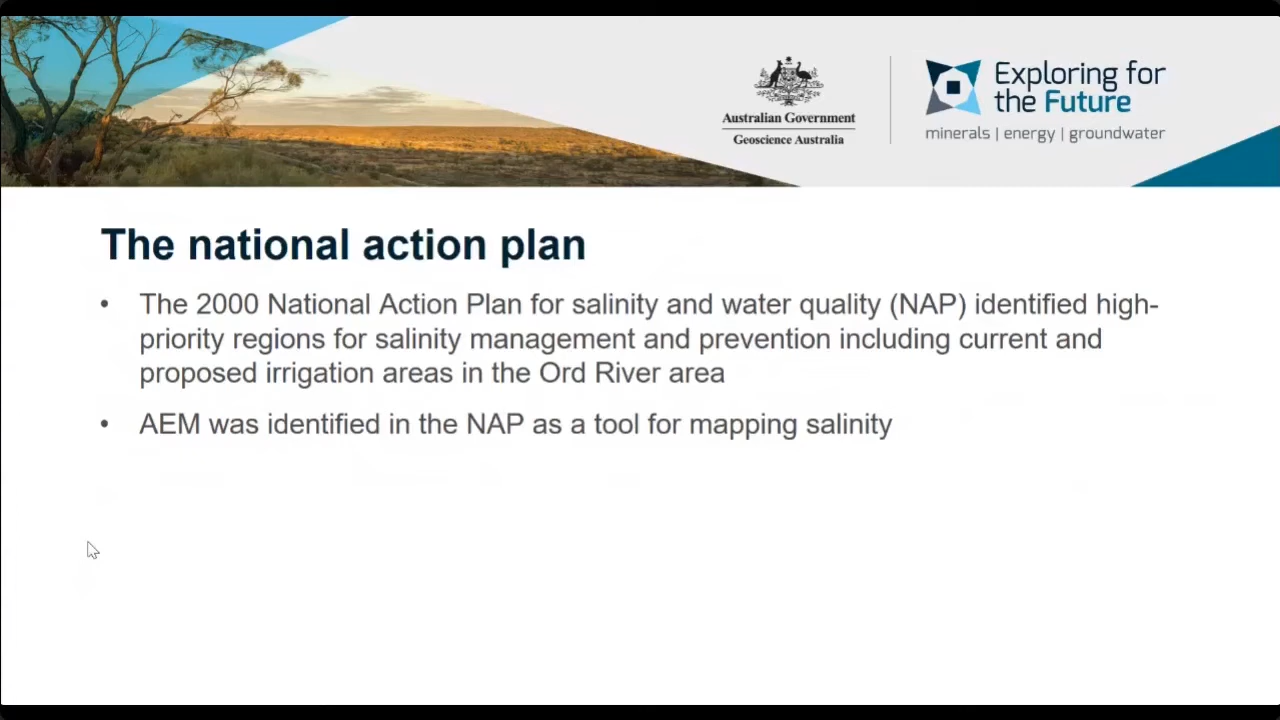 Australian Government
Geoscience Australia
Exploring for
the Future
minerals | energy | groundwater
The national action plan
• The 2000 National Action Plan for salinity and water quality (NAP) identified high-
priority regions for salinity management and prevention including current and
proposed irrigation areas in the Ord River area
• AEM was identified in the NAP as a tool for mapping salinity